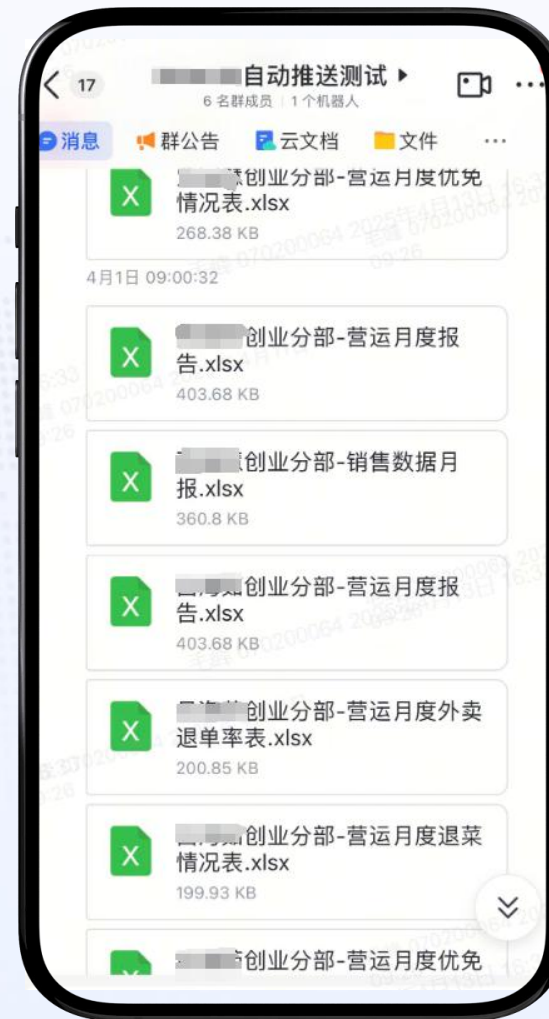 17
自动推送测试
6 名群成员 | 1 个机器人
消息
群公告
云文档
文件
创业分部-营运月度优免
情况表.xlsx
268.38 KB
4月1日 09:00:32
创业分部-营运月度报
告.xlsx
403.68 KB
创业分部-销售数据月
报.xlsx
360.8 KB
创业分部-营运月度报
告.xlsx
403.68 KB
创业分部-营运月度外卖
退单率表.xlsx
200.85 KB
创业分部-营运月度退菜
情况表.xlsx
199.93 KB
创业分部-营运月度优免